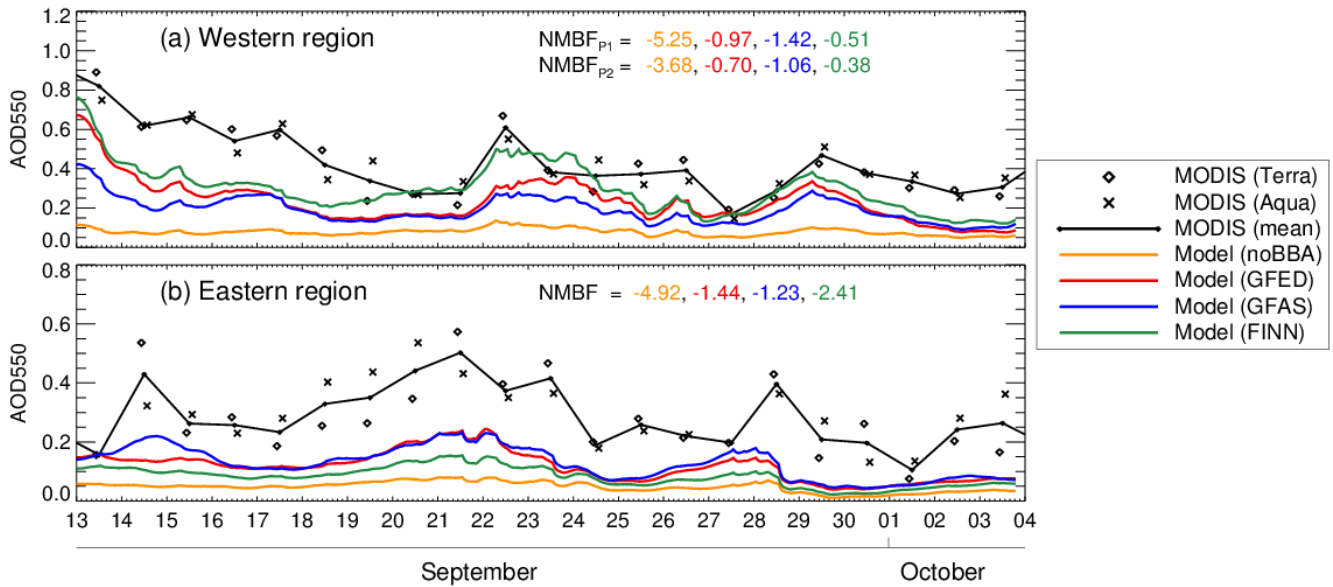 1.2
1.0
0.8
0.6
0.4
0.2
0.0
AOD550
(a) Western region
NMBF_P1 = -5.25, -0.97, -1.42, -0.51
NMBF_P2 = -3.68, -0.70, -1.06, -0.38
0.8
0.6
0.4
0.2
0.0
AOD550
(b) Eastern region
NMBF = -4.92, -1.44, -1.23, -2.41
13 14 15 16 17 18 19 20 21 22 23 24 25 26 27 28 29 30 01 02 03 04
September October
MODIS (Terra)
MODIS (Aqua)
MODIS (mean)
Model (noBBA)
Model (GFED)
Model (GFAS)
Model (FINN)